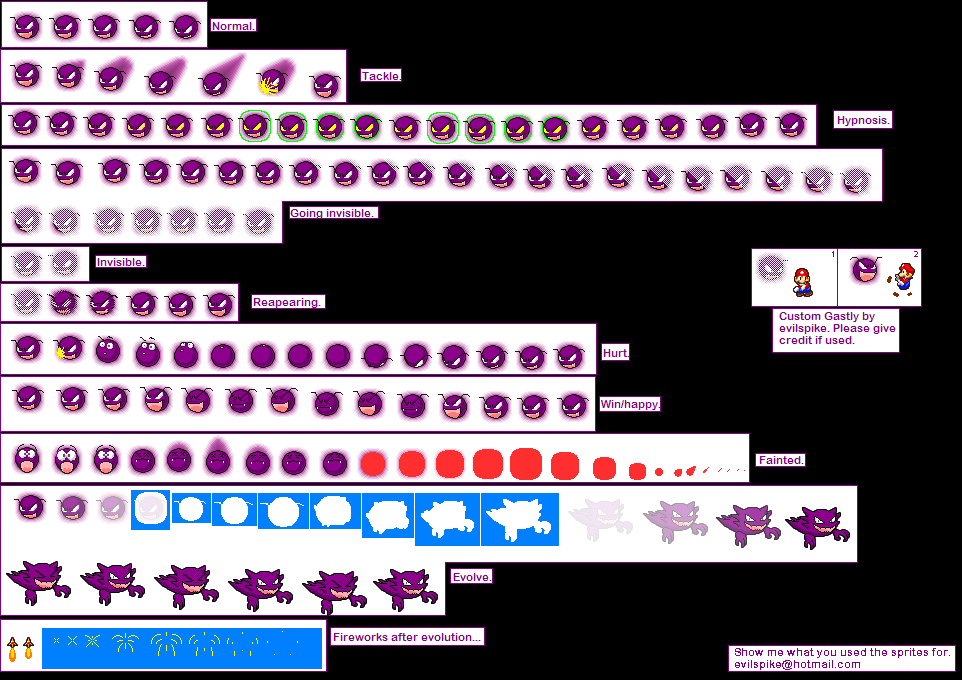 Normal.
Tackle.
Hypnosis.
Going invisible.
Invisible.
1
2
Reapearing.
Custom Gastly by
evilspike. Please give
credit if used.
Hurt.
Win/happy.
Fainted.
Evolve.
Fireworks after evolution...
Show me what you used the sprites for.
evilspike@hotmail.com